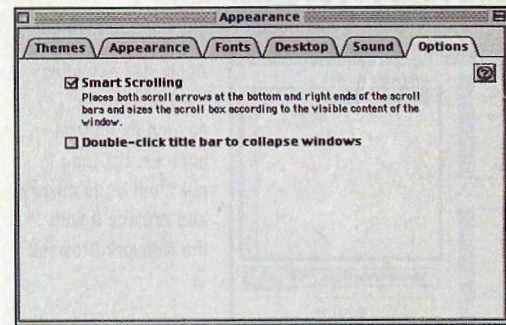 Appearance
Themes Appearance Fonts Desktop Sound Options
Smart Scrolling
Places both scroll arrows at the bottom and right ends of the scroll
bars and sizes the scroll box according to the visible content of the
window.
Double-click title bar to collapse windows